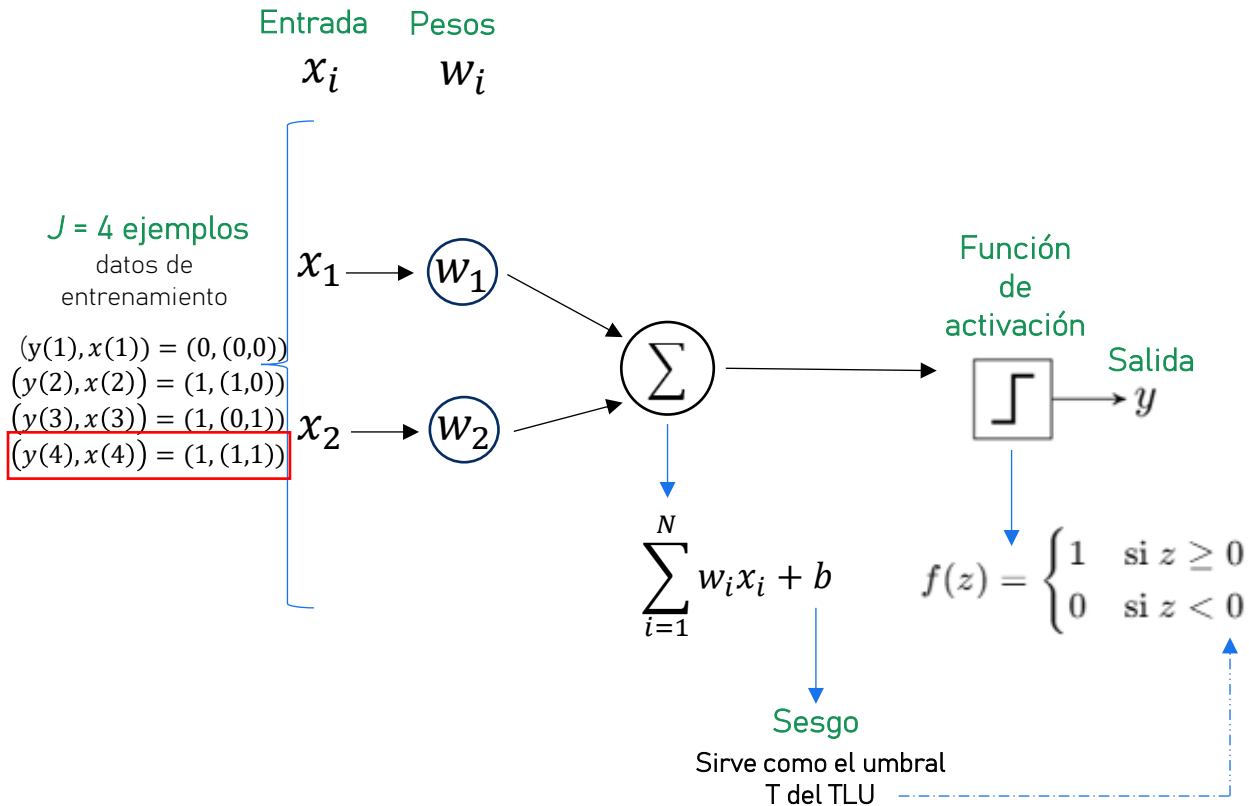 Entrada Pesos
x_i w_i
J = 4 ejemplos
datos de
entrenamiento
(y(1), x(1)) = (0, (0,0))
(y(2), x(2)) = (1, (1,0))
(y(3), x(3)) = (1, (0,1))
(y(4), x(4)) = (1, (1,1))
x_1 w_1
x_2 w_2
∑
Función
de
activación
Salida
y
∑_{i=1}^{N} w_i x_i + b
f(z) = { 1 si z ≥ 0
0 si z < 0
Sesgo
Sirve como el umbral
T del TLU